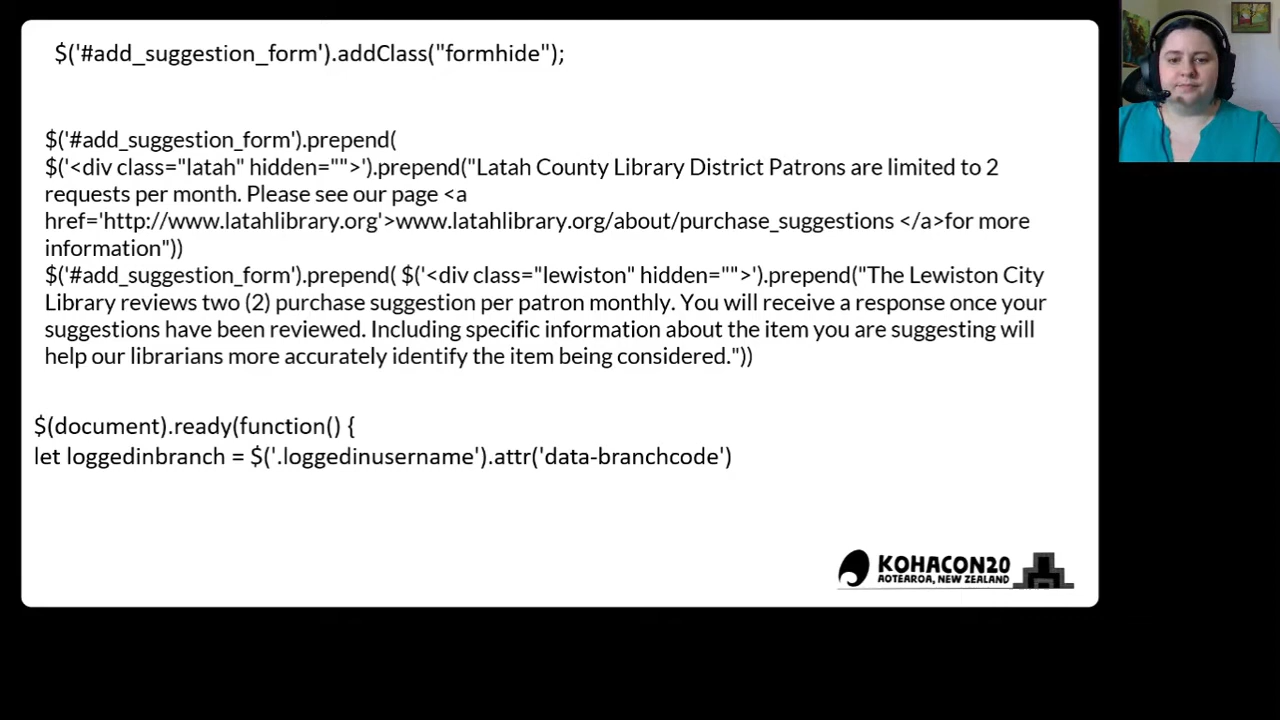 $('#add_suggestion_form').addClass("formhide");
$('#add_suggestion_form').prepend(
$('<div class="latah" hidden="">').prepend("Latah County Library District Patrons are limited to 2
requests per month. Please see our page <a
href='http://www.latahlibrary.org'>www.latahlibrary.org/about/purchase_suggestions </a>for more
information"))
$('#add_suggestion_form').prepend( $('<div class="lewiston" hidden="">').prepend("The Lewiston City
Library reviews two (2) purchase suggestion per patron monthly. You will receive a response once your
suggestions have been reviewed. Including specific information about the item you are suggesting will
help our librarians more accurately identify the item being considered."))
$(document).ready(function() {
let loggedinbranch = $('.loggedinusername').attr('data-branchcode')
KOHACON20
AOTEAROA, NEW ZEALAND